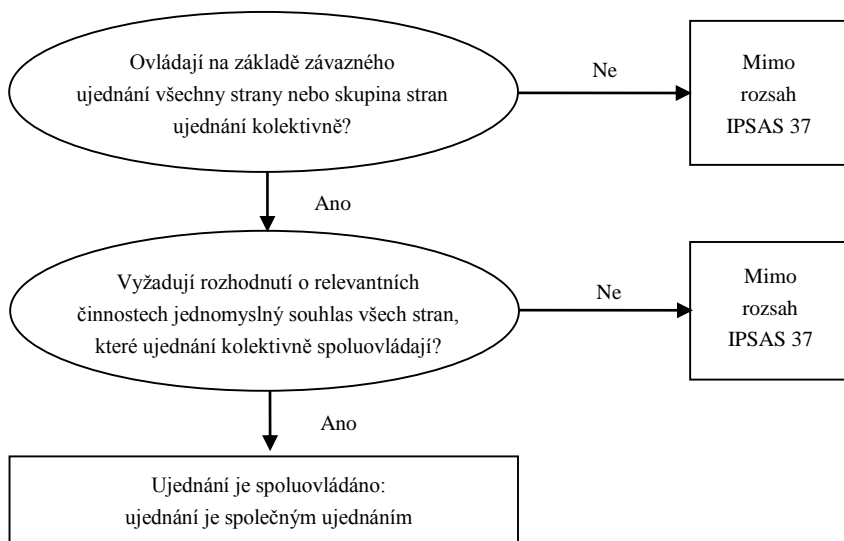 Ovládají na základě závazného
ujednání všechny strany nebo skupina stran
ujednání kolektivně?
Ne
Mimo
rozsah
IPSAS 37
Ano
Vyžadují rozhodnutí o relevantních
činnostech jednomyslný souhlas všech stran,
které ujednání kolektivně spoluovládají?
Ne
Mimo
rozsah
IPSAS 37
Ano
Ujednání je spoluovládáno:
ujednání je společným ujednáním